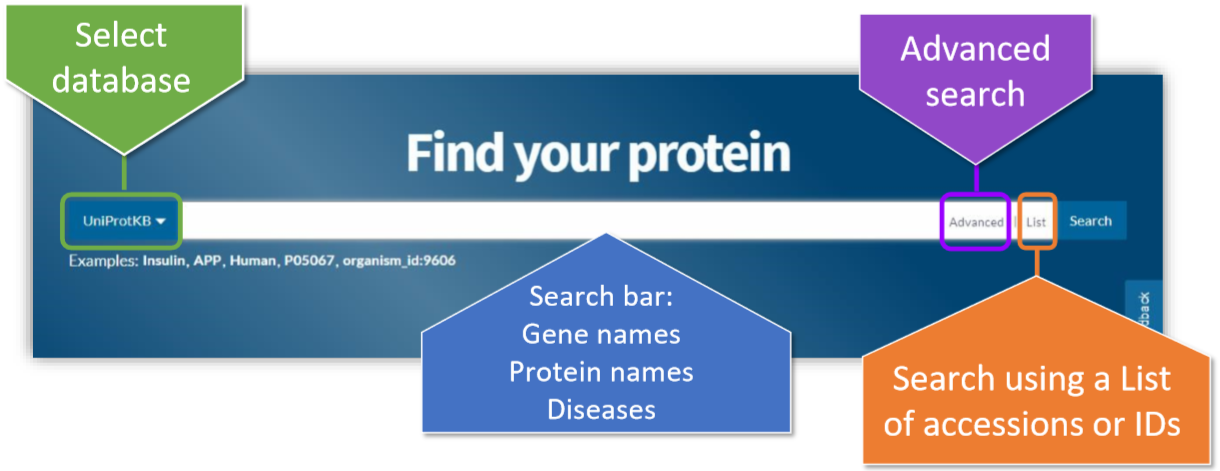 Select
database
Advanced
search
Find your protein
UniProtKB
Advanced | List
Search
Examples: Insulin, APP, Human, P05067, organism_id:9606
Search bar:
Gene names
Protein names
Diseases
Search using a List
of accessions or IDs